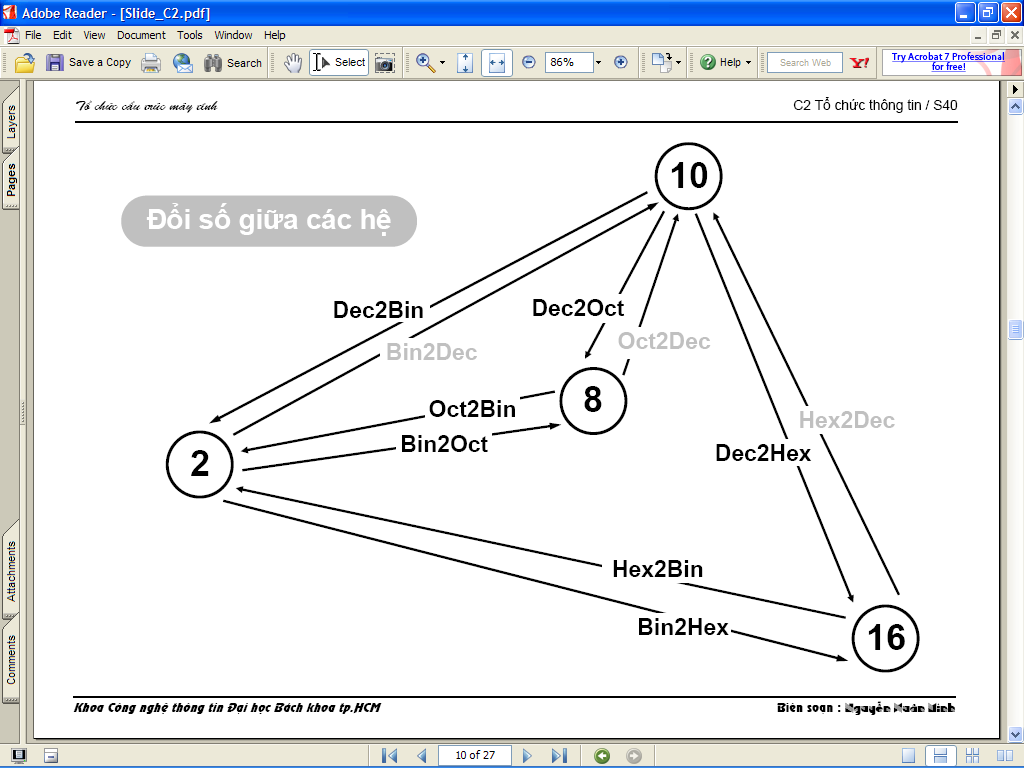 Adobe Reader - [Slide_C2.pdf]
File Edit View Document Tools Window Help
Save a Copy Search Select 86% Help Search Web Y! Try Acrobat 7 Professional
for free!
Layers
Pages
Attachments
Comments
Tổ chức cấu trúc máy tính
C2 Tổ chức thông tin / S40
Đổi số giữa các hệ
10
Dec2Bin
Dec2Oct
Oct2Dec
Bin2Dec
8
Oct2Bin
Hex2Dec
Bin2Oct
Dec2Hex
2
Hex2Bin
Bin2Hex
16
Khoa Công nghệ thông tin Đại học Bách khoa tp.HCM
Biên soạn : Nguyễn Xuân Minh
10 of 27